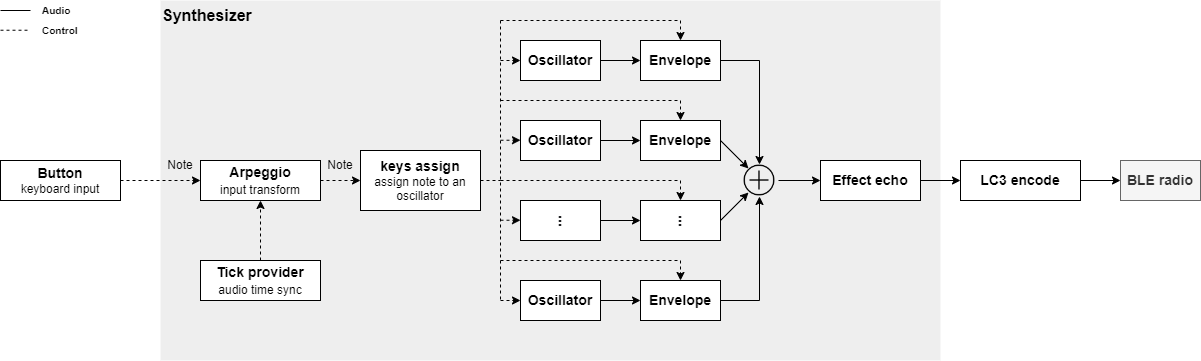 Audio
Control
Synthesizer
Oscillator
Envelope
Oscillator
Envelope
Button
keyboard input
Note
Arpeggio
input transform
Note
keys assign
assign note to an
oscillator
Effect echo
LC3 encode
BLE radio
...
...
Tick provider
audio time sync
Oscillator
Envelope